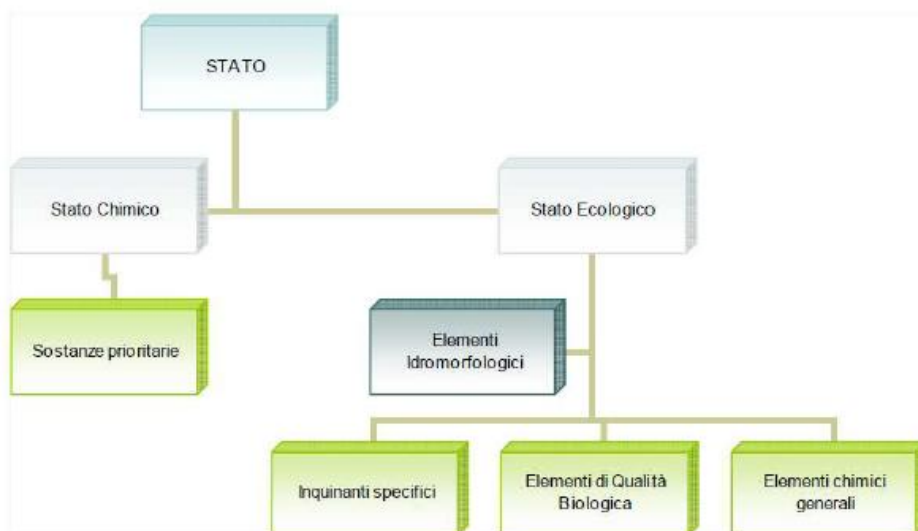 STATO
Stato Chimico
Stato Ecologico
Sostanze prioritarie
Elementi
Idromorfologici
Inquinanti specifici
Elementi di Qualità
Biologica
Elementi chimici
generali